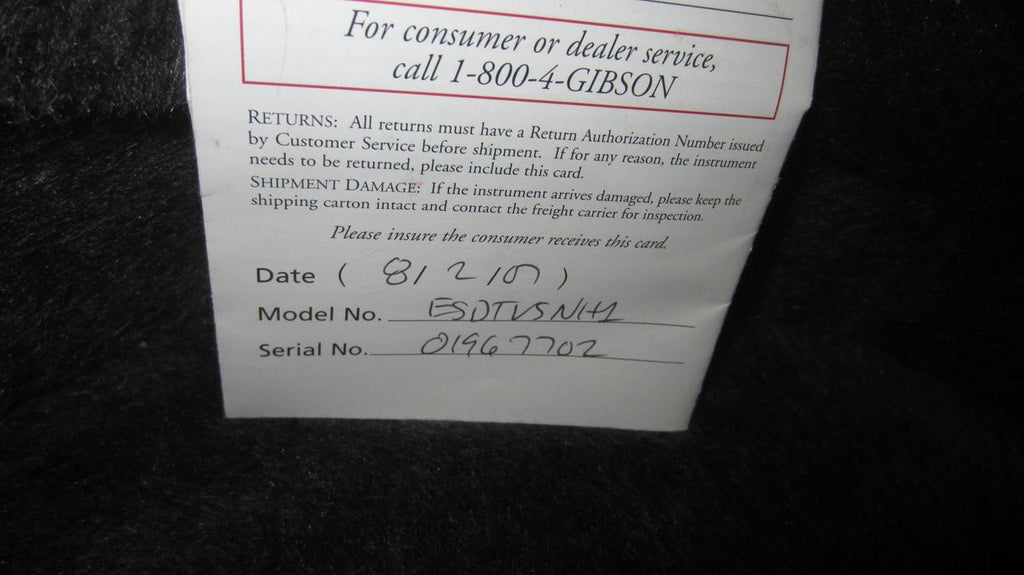 For consumer or dealer service,
call 1-800-4-GIBSON
RETURNS: All returns must have a Return Authorization Number issued
by Customer Service before shipment. If for any reason, the instrument
needs to be returned, please include this card.
SHIPMENT DAMAGE: If the instrument arrives damaged, please keep the
shipping carton intact and contact the freight carrier for inspection.
Please insure the consumer receives this card.
Date ( 8/2/07 )
Model No. ESDTVSNH1
Serial No. 01967702